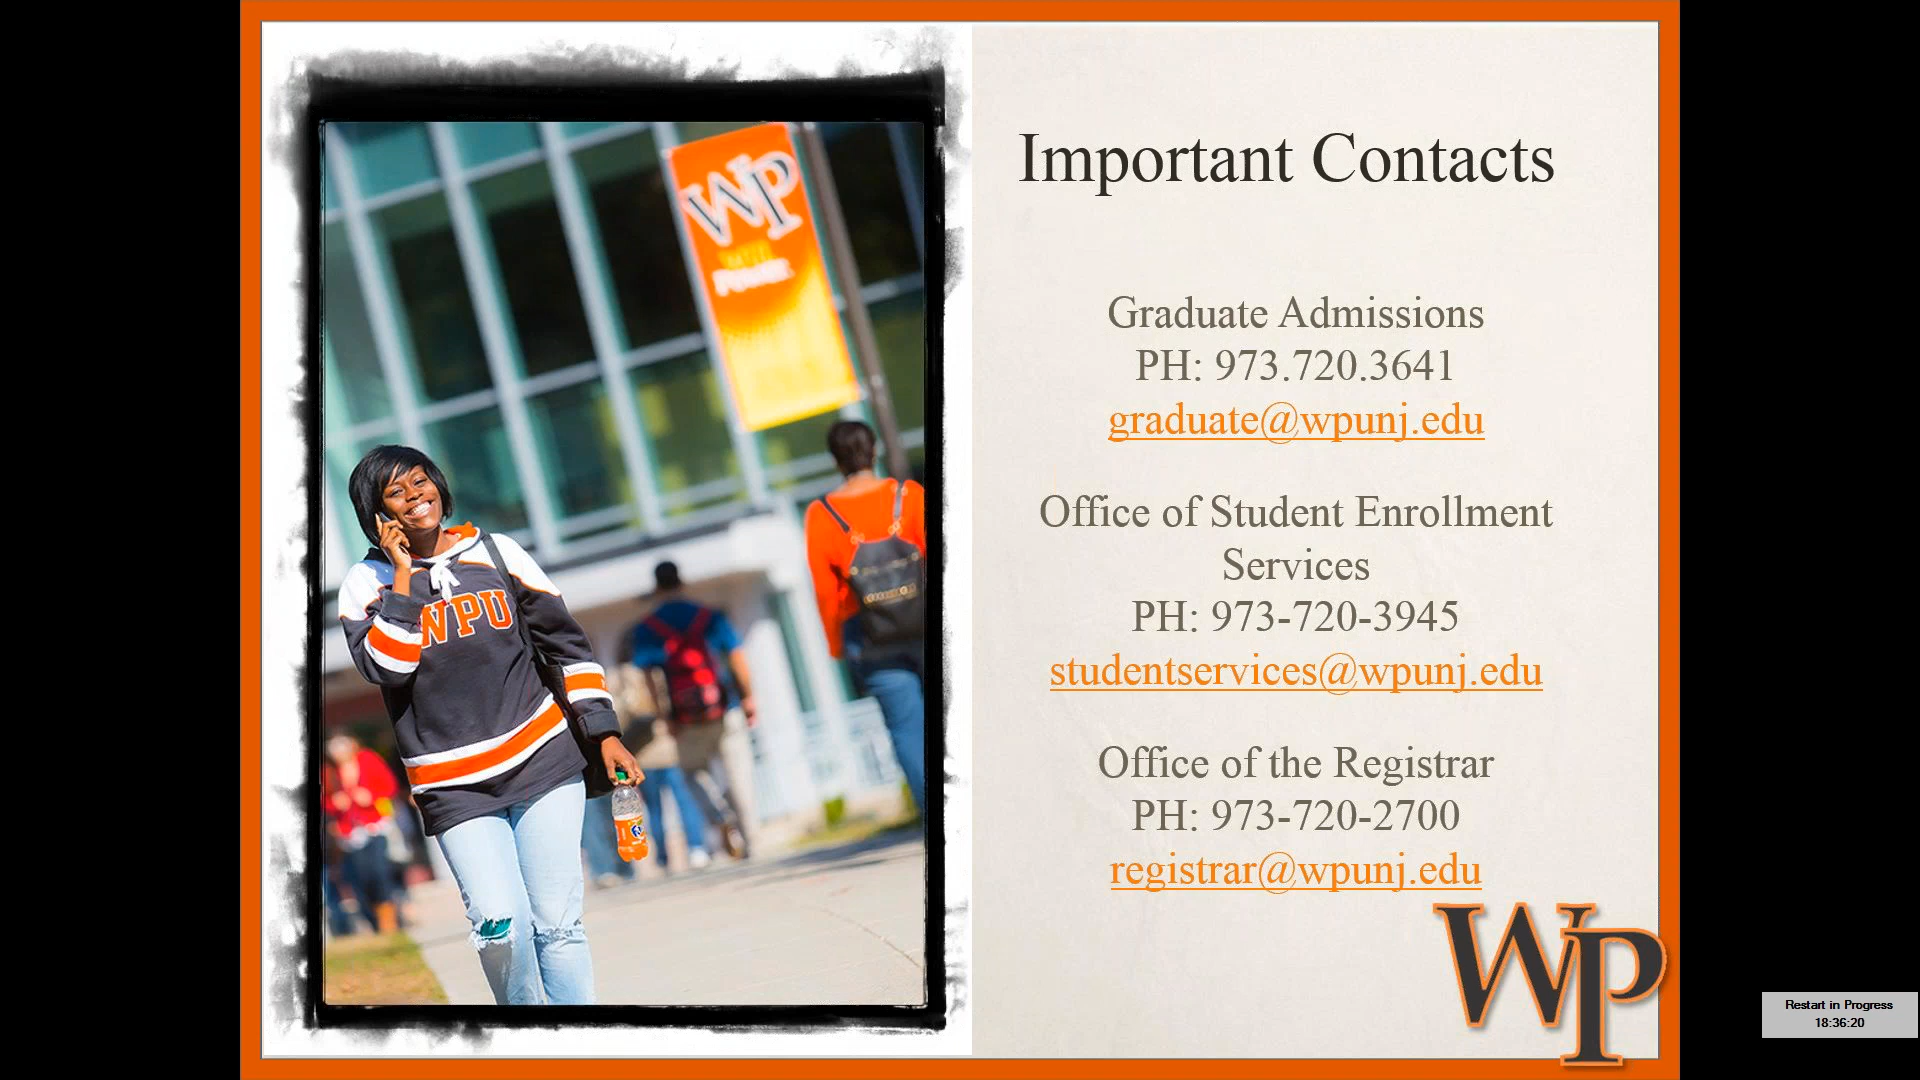 WP
Power.
WPU
Important Contacts
Graduate Admissions
PH: 973.720.3641
graduate@wpunj.edu
Office of Student Enrollment
Services
PH: 973-720-3945
studentservices@wpunj.edu
Office of the Registrar
PH: 973-720-2700
registrar@wpunj.edu
WP
Restart in Progress
18:36:20